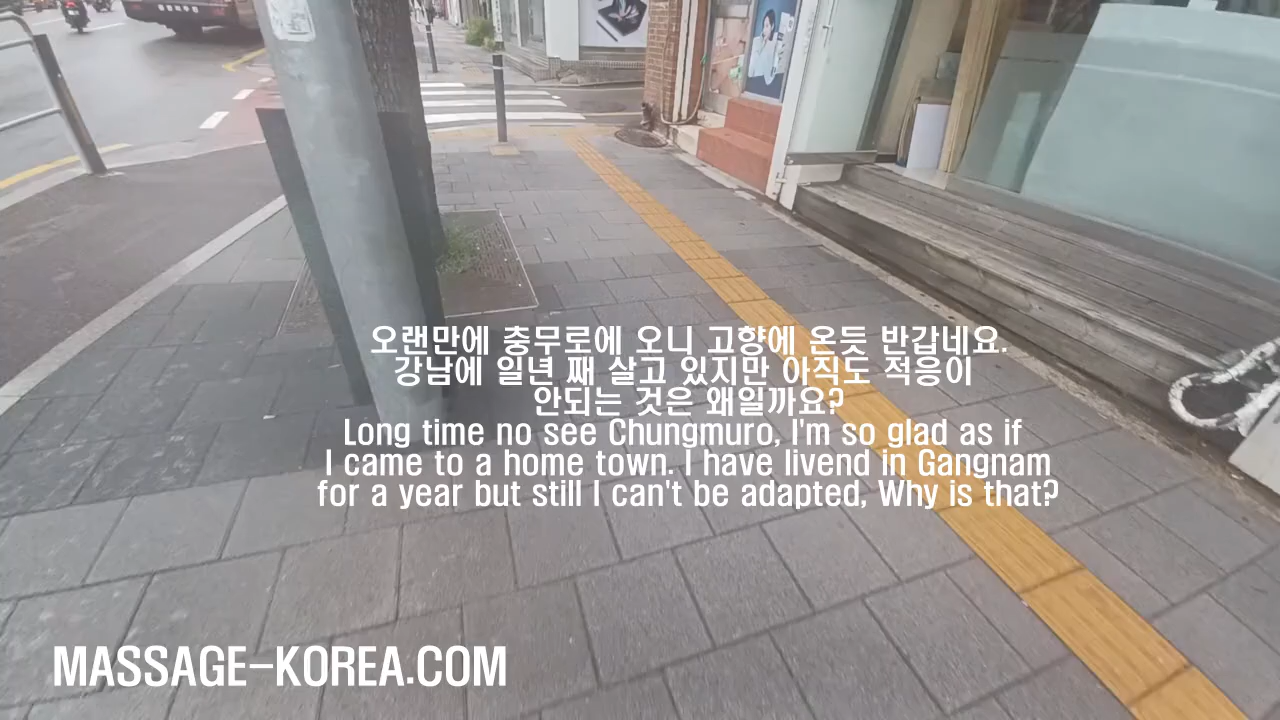 오랜만에 충무로에 오니 고향에 온듯 반갑네요.
강남에 일년 째 살고 있지만 아직도 적응이
안되는 것은 왜일까요?
Long time no see Chungmuro, I'm so glad as if
I came to a home town. I have livend in Gangnam
for a year but still I can't be adapted, Why is that?
MASSAGE-KOREA.COM